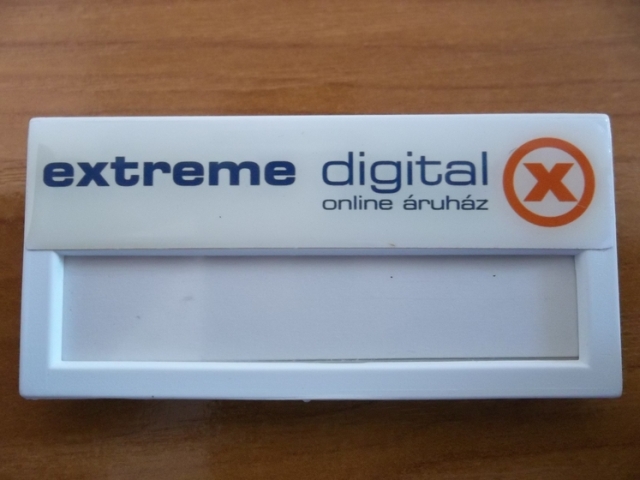 extreme digital X
online áruház